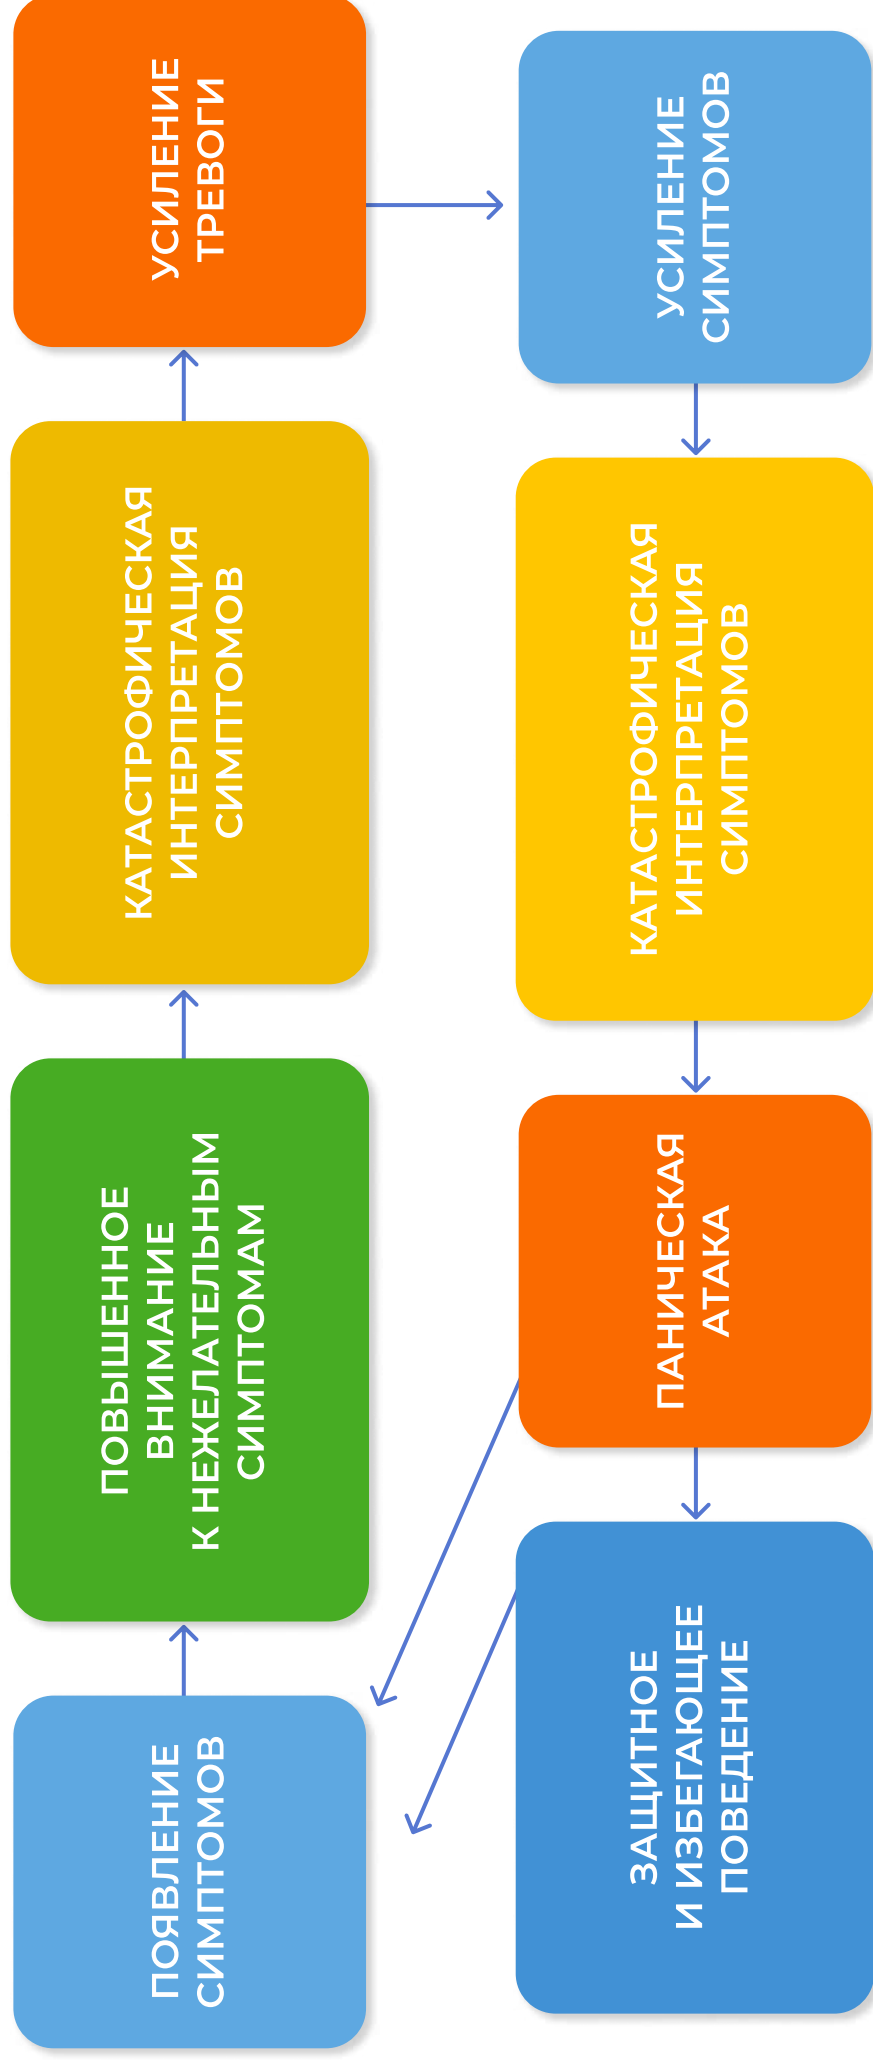 ПОЯВЛЕНИЕ
СИМПТОМОВ
ПОВЫШЕННОЕ
ВНИМАНИЕ
К НЕЖЕЛАТЕЛЬНЫМ
СИМПТОМАМ
КАТАСТРОФИЧЕСКАЯ
ИНТЕРПРЕТАЦИЯ
СИМПТОМОВ
УСИЛЕНИЕ
ТРЕВОГИ
УСИЛЕНИЕ
СИМПТОМОВ
КАТАСТРОФИЧЕСКАЯ
ИНТЕРПРЕТАЦИЯ
СИМПТОМОВ
ПАНИЧЕСКАЯ
АТАКА
ЗАЩИТНОЕ
И ИЗБЕГАЮЩЕЕ
ПОВЕДЕНИЕ